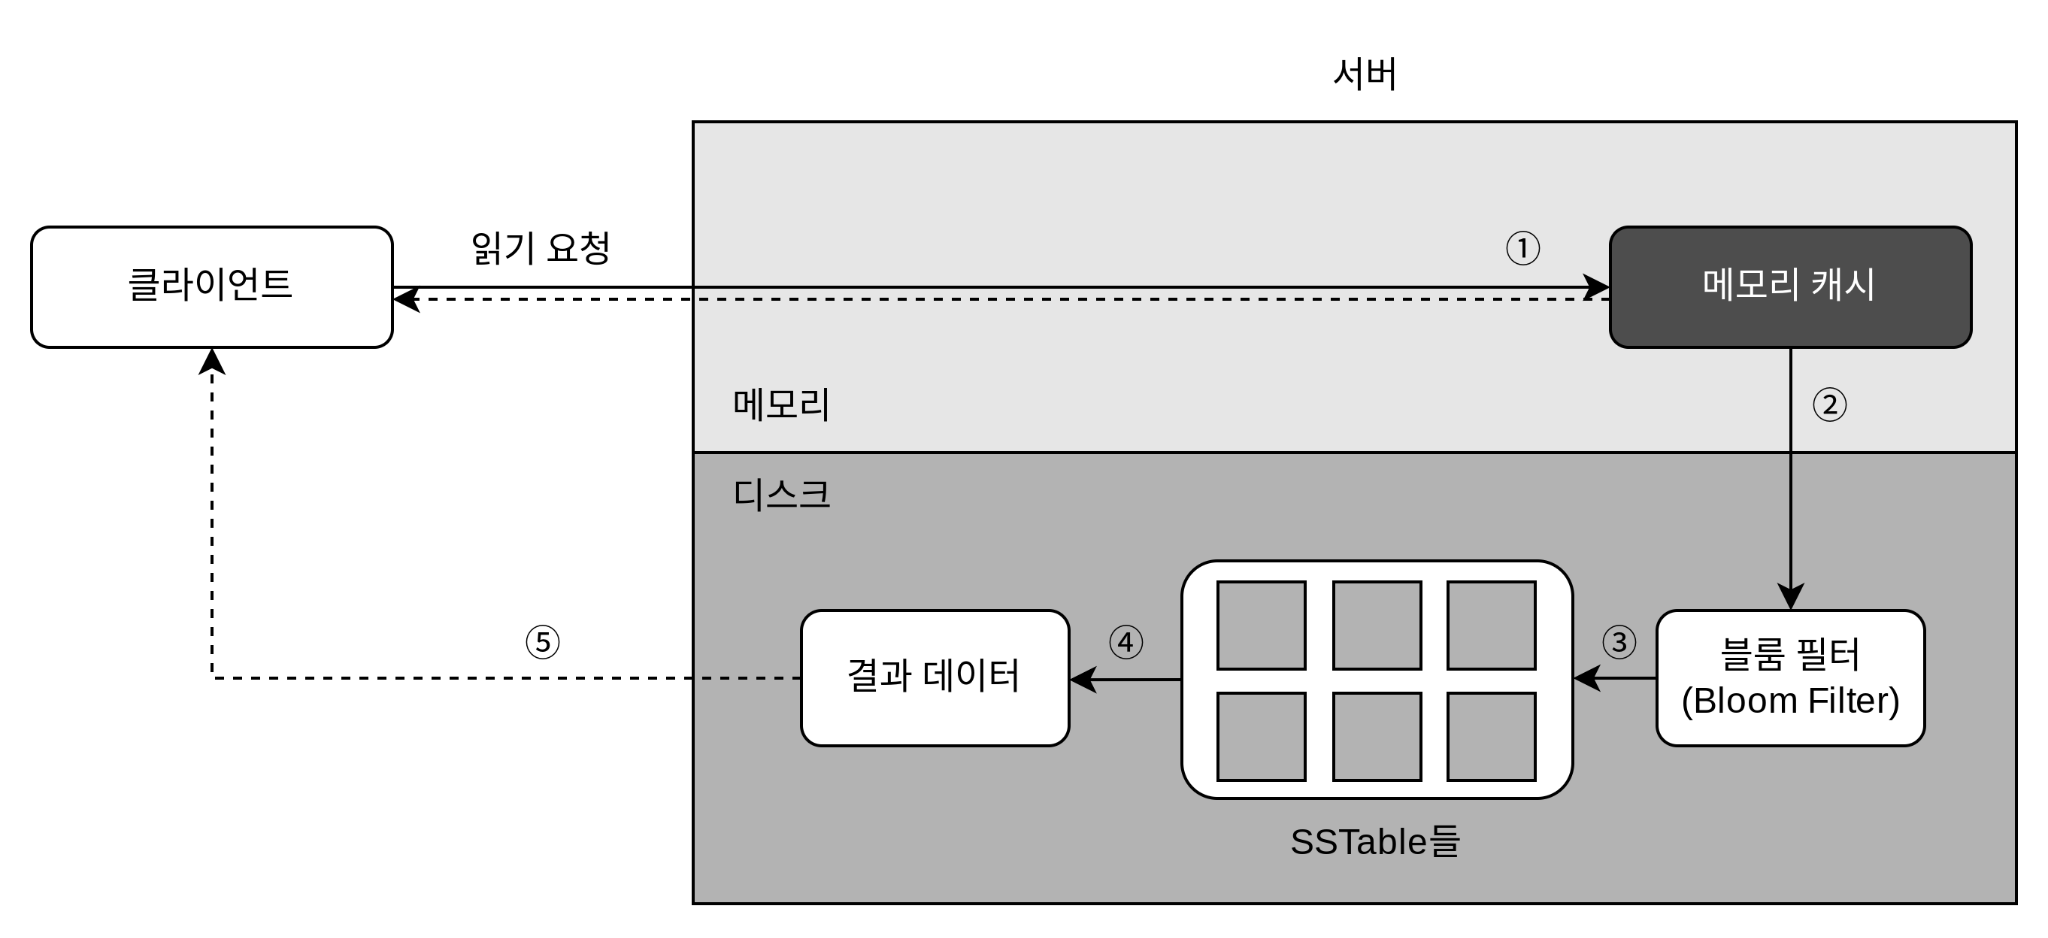 서버
클라이언트
읽기 요청
①
메모리 캐시
메모리
②
디스크
⑤
결과 데이터
④
③
블룸 필터
(Bloom Filter)
SSTable들